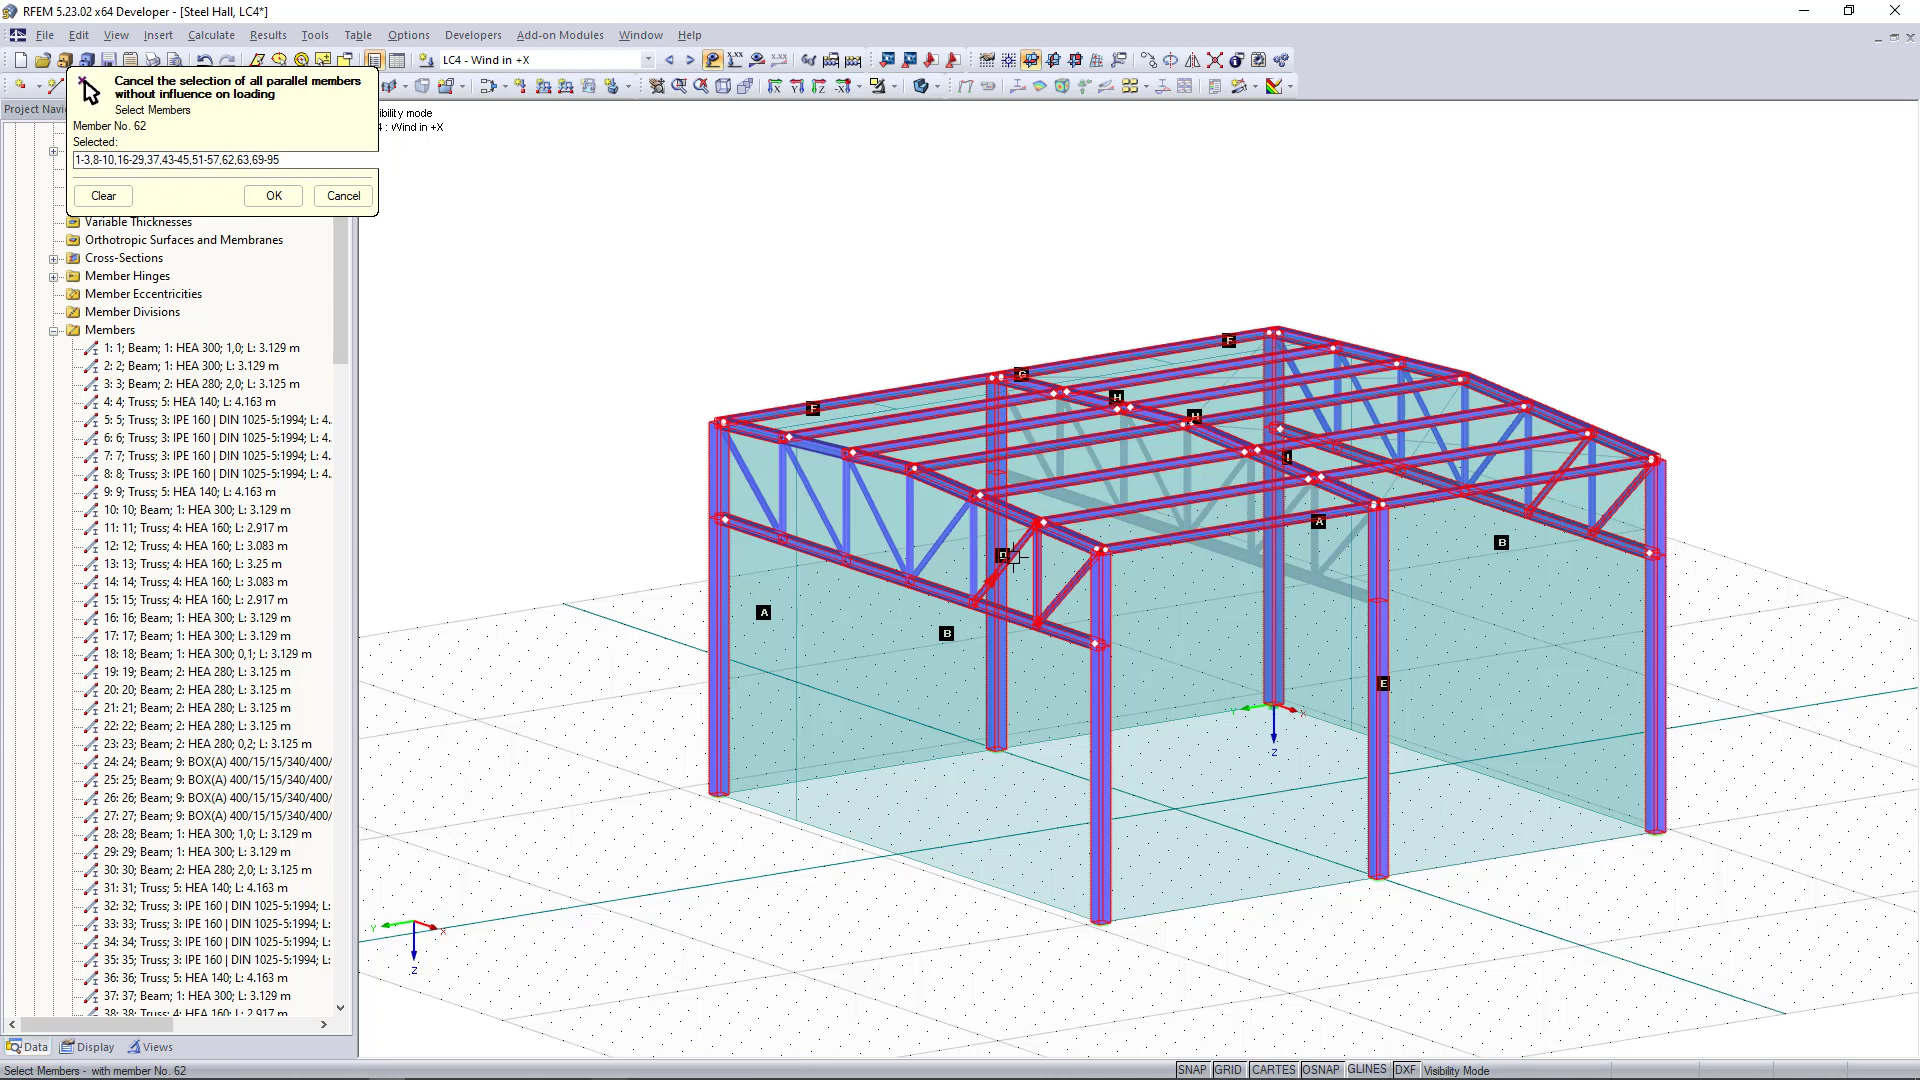 RFEM 5.23.02 x64 Developer - [Steel Hall, LC4*]
File Edit View Insert Calculate Results Tools Table Options Developers Add-on Modules Window Help
LC4 - Wind in +X
Project Navi
Cancel the selection of all parallel members
without influence on loading
Select Members
Member No. 62
Selected:
1-3,8-10,16-29,37,43-45,51-57,62,63,69-95
Clear OK Cancel
ibility mode
4 : Wind in +X
Variable Thicknesses
Orthotropic Surfaces and Membranes
Cross-Sections
Member Hinges
Member Eccentricities
Member Divisions
Members
1: 1; Beam; 1: HEA 300; 1,0; L: 3.129 m
2: 2; Beam; 1: HEA 300; L: 3.129 m
3: 3; Beam; 2: HEA 280; 2,0; L: 3.125 m
4: 4; Truss; 5: HEA 140; L: 4.163 m
5: 5; Truss; 3: IPE 160 | DIN 1025-5:1994; L: 4..
6: 6; Truss; 3: IPE 160 | DIN 1025-5:1994; L: 4..
7: 7; Truss; 3: IPE 160 | DIN 1025-5:1994; L: 4..
8: 8; Truss; 3: IPE 160 | DIN 1025-5:1994; L: 4..
9: 9; Truss; 5: HEA 140; L: 4.163 m
10: 10; Beam; 1: HEA 300; L: 3.129 m
11: 11; Truss; 4: HEA 160; L: 2.917 m
12: 12; Truss; 4: HEA 160; L: 3.083 m
13: 13; Truss; 4: HEA 160; L: 3.25 m
14: 14; Truss; 4: HEA 160; L: 3.083 m
15: 15; Truss; 4: HEA 160; L: 2.917 m
16: 16; Beam; 1: HEA 300; L: 3.129 m
17: 17; Beam; 1: HEA 300; L: 3.129 m
18: 18; Beam; 1: HEA 300; 0,1; L: 3.129 m
19: 19; Beam; 2: HEA 280; L: 3.125 m
20: 20; Beam; 2: HEA 280; L: 3.125 m
21: 21; Beam; 2: HEA 280; L: 3.125 m
22: 22; Beam; 2: HEA 280; L: 3.125 m
23: 23; Beam; 2: HEA 280; 0,2; L: 3.125 m
24: 24; Beam; 9: BOX(A) 400/15/15/340/400/
25: 25; Beam; 9: BOX(A) 400/15/15/340/400/
26: 26; Beam; 9: BOX(A) 400/15/15/340/400/
27: 27; Beam; 9: BOX(A) 400/15/15/340/400/
28: 28; Beam; 1: HEA 300; 1,0; L: 3.129 m
29: 29; Beam; 1: HEA 300; L: 3.129 m
30: 30; Beam; 2: HEA 280; 2,0; L: 3.125 m
31: 31; Truss; 5: HEA 140; L: 4.163 m
32: 32; Truss; 3: IPE 160 | DIN 1025-5:1994; L:
33: 33; Truss; 3: IPE 160 | DIN 1025-5:1994; L:
34: 34; Truss; 3: IPE 160 | DIN 1025-5:1994; L:
35: 35; Truss; 3: IPE 160 | DIN 1025-5:1994; L:
36: 36; Truss; 5: HEA 140; L: 4.163 m
37: 37; Beam; 1: HEA 300; L: 3.129 m
38: 38; Truss; 4: HEA 160; L: 2.917 m
F
G
F
H
H
I
A
B
D
A
B
E
Y
X
Z
Y
X
Z
Data Display Views
Select Members - with member No. 62
SNAP GRID CARTES OSNAP GLINES DXF Visibility Mode